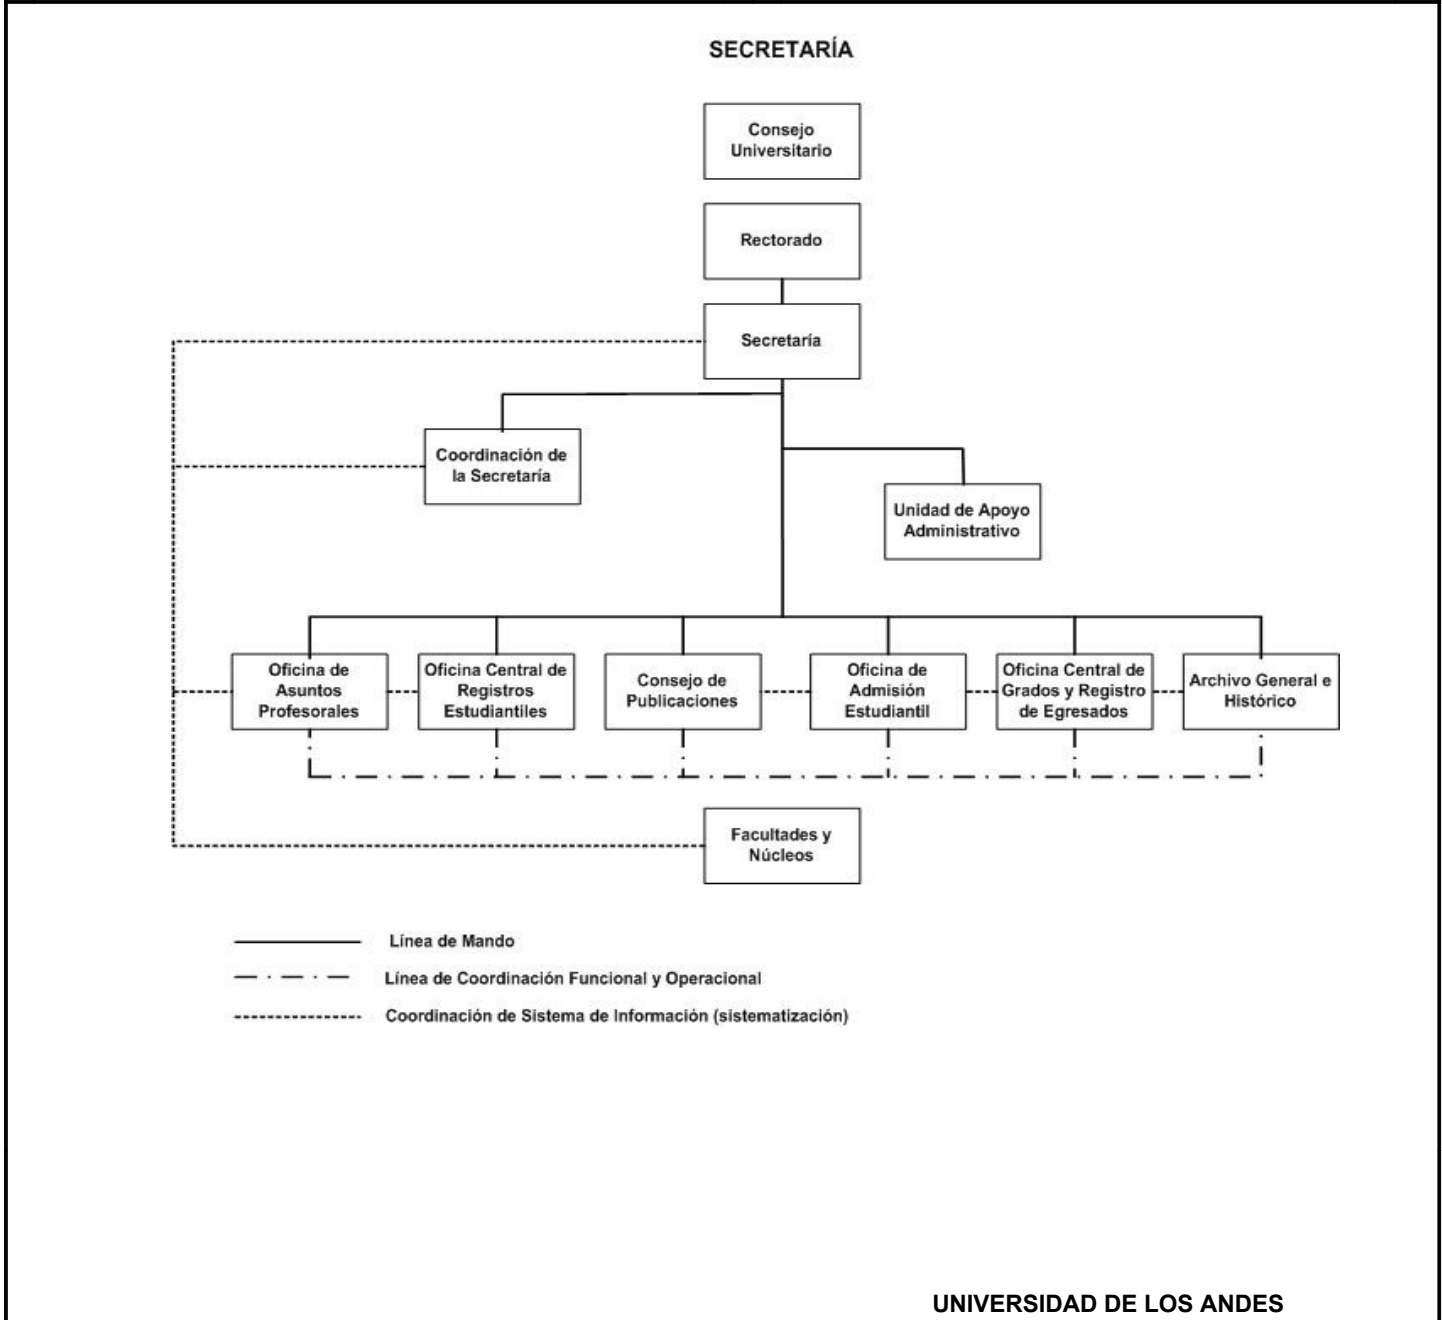 SECRETARÍA
Consejo
Universitario
Rectorado
Secretaría
Coordinación de
la Secretaría
Unidad de Apoyo
Administrativo
Oficina de
Asuntos
Profesorales
Oficina Central de
Registros
Estudiantiles
Consejo de
Publicaciones
Oficina de
Admisión
Estudiantil
Oficina Central de
Grados y Registro
de Egresados
Archivo General e
Histórico
Facultades y
Núcleos
Línea de Mando
Línea de Coordinación Funcional y Operacional
Coordinación de Sistema de Información (sistematización)
UNIVERSIDAD DE LOS ANDES